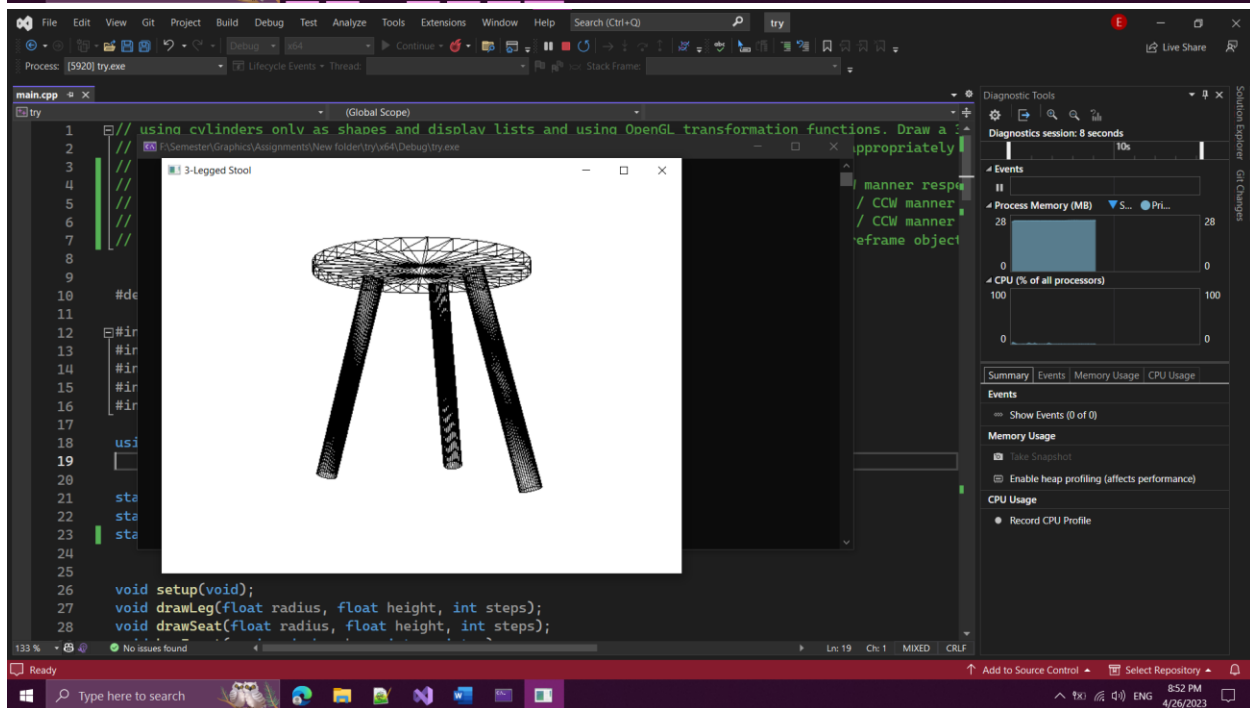 File Edit View Git Project Build Debug Test Analyze Tools Extensions Window Help Search (Ctrl+Q) try E
Debug x64 Continue Live Share
Process: [5920] try.exe Lifecycle Events Thread: Stack Frame:
main.cpp
try (Global Scope)
1 // using cylinders only as shapes and display lists and using OpenGL transformation functions. Draw a
2 // appropriately
3 //
4 // manner resp
5 // / CCW manner
6 // / CCW manner
7 // eframe object
8
9
10 #de
11
12 #in
13 #in
14 #in
15 #in
16 #in
17
18 usi
19
20
21 sta
22 sta
23 sta
24
25
26 void setup(void);
27 void drawLeg(float radius, float height, int steps);
28 void drawSeat(float radius, float height, int steps);
F:\Semester\Graphics\Assignments\New folder\try\x64\Debug\try.exe
3-Legged Stool
133 % No issues found Ln: 19 Ch: 1 MIXED CRLF
Diagnostic Tools
Diagnostics session: 8 seconds
10s
Events
Process Memory (MB) S... Pri...
28 28
0 0
CPU (% of all processors)
100 100
0 0
Summary Events Memory Usage CPU Usage
Events
Show Events (0 of 0)
Memory Usage
Take Snapshot
Enable heap profiling (affects performance)
CPU Usage
Record CPU Profile
Solution Explorer
Git Changes
Ready Add to Source Control Select Repository
Type here to search ENG 8:52 PM
4/26/2023